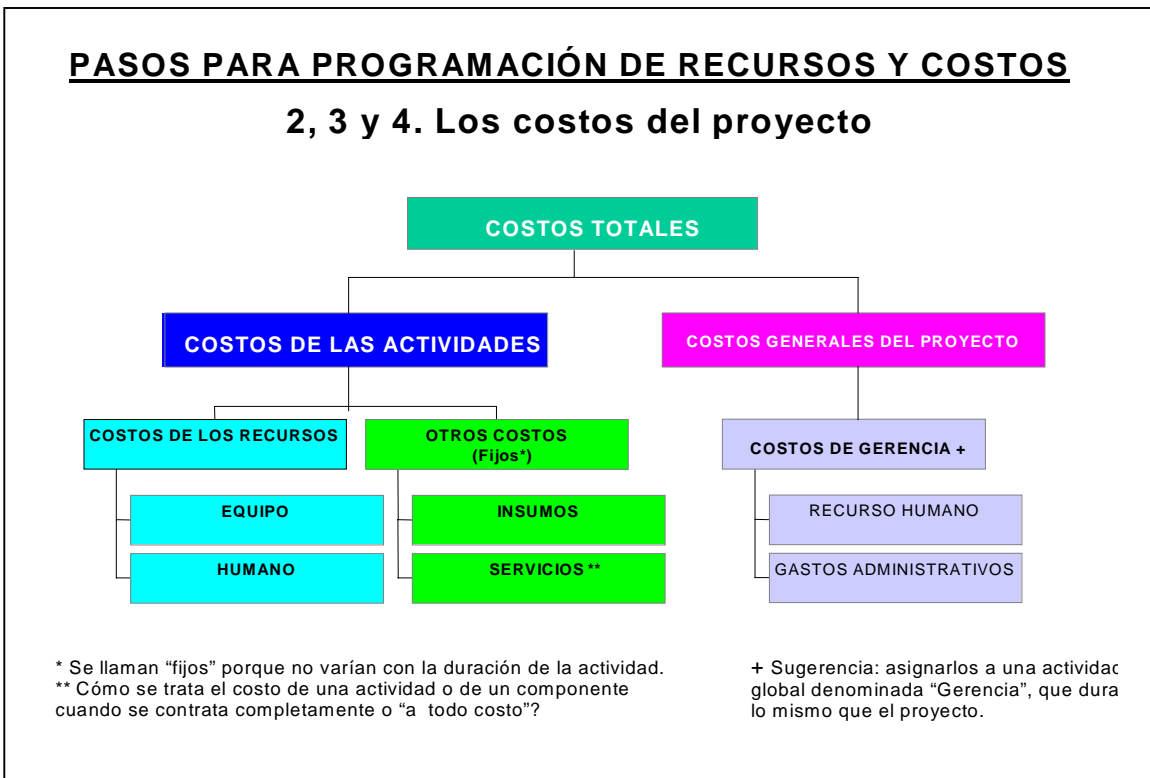 PASOS PARA PROGRAMACIÓN DE RECURSOS Y COSTOS
2, 3 y 4. Los costos del proyecto
COSTOS TOTALES
COSTOS DE LAS ACTIVIDADES
COSTOS GENERALES DEL PROYECTO
COSTOS DE LOS RECURSOS
OTROS COSTOS
(Fijos*)
COSTOS DE GERENCIA +
EQUIPO
INSUMOS
RECURSO HUMANO
HUMANO
SERVICIOS **
GASTOS ADMINISTRATIVOS
* Se llaman “fijos” porque no varían con la duración de la actividad.
** Cómo se trata el costo de una actividad o de un componente
cuando se contrata completamente o “a todo costo”?
+ Sugerencia: asignarlos a una actividad
global denominada “Gerencia”, que dura
lo mismo que el proyecto.